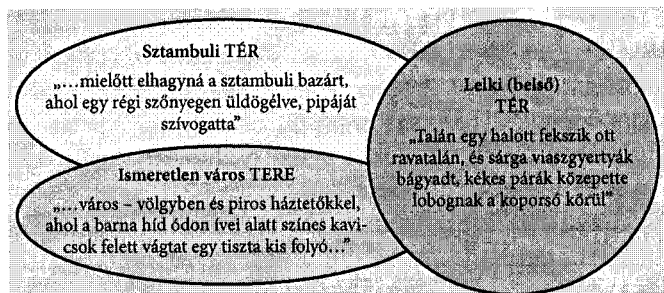 Sztambuli TÉR
„…mielőtt elhagyná a sztambuli bazárt,
ahol egy régi szőnyegen üldögélve, pipáját
szívogatta”
Ismeretlen város TERE
„…város – völgyben és piros háztetőkkel,
ahol a barna híd ódon ívei alatt színes kavi-
csok felett vágtat egy tiszta kis folyó…”
Lelki (belső)
TÉR
„Talán egy halott fekszik ott
ravatalán, és sárga viaszgyertyák
bágyadt, kékes párák közepette
lobognak a koporsó körül”